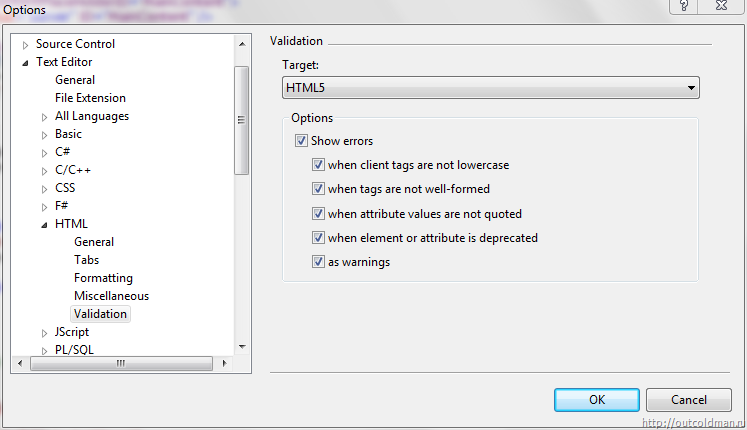 Options
Source Control
Text Editor
General
File Extension
All Languages
Basic
C#
C/C++
CSS
F#
HTML
General
Tabs
Formatting
Miscellaneous
Validation
JScript
PL/SQL
Validation
Target:
HTML5
Options
Show errors
when client tags are not lowercase
when tags are not well-formed
when attribute values are not quoted
when element or attribute is deprecated
as warnings
OK
Cancel
http://outcoldman.ru